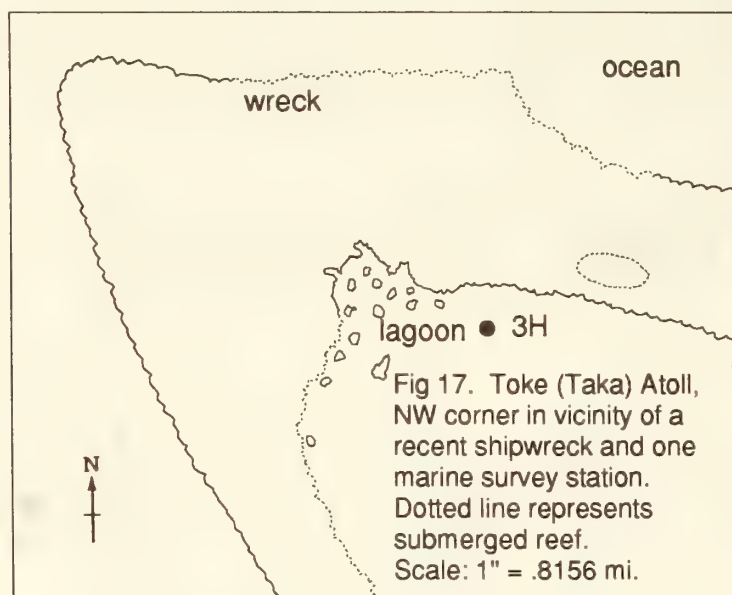 ocean
wreck
lagoon ● 3H
Fig 17. Toke (Taka) Atoll,
NW corner in vicinity of a
recent shipwreck and one
marine survey station.
Dotted line represents
submerged reef.
Scale: 1" = .8156 mi.
N